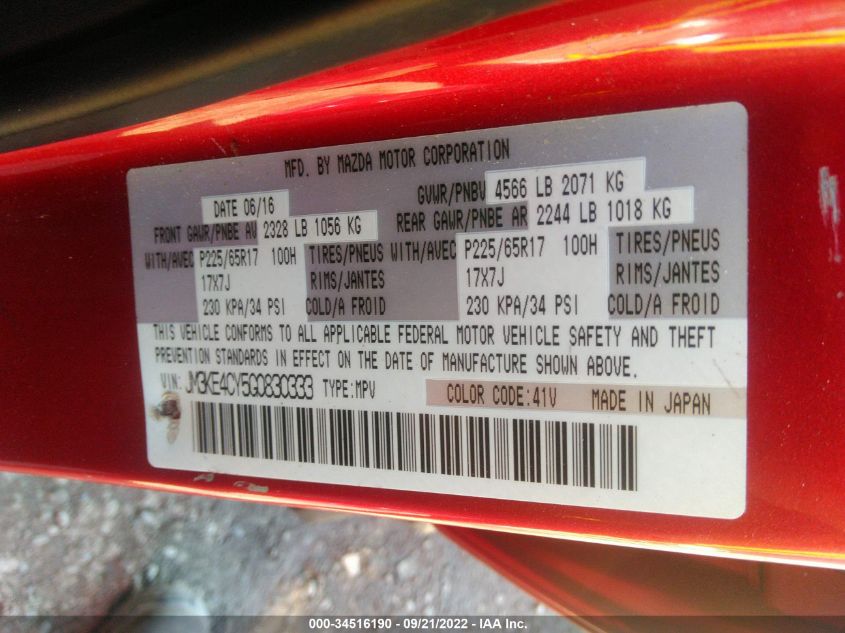 MFD. BY MAZDA MOTOR CORPORATION
DATE 06/16 GVWR/PNBV 4566 LB 2071 KG
FRONT GAWR/PNBE AV 2328 LB 1056 KG REAR GAWR/PNBE AR 2244 LB 1018 KG
WITH/AVEC P225/65R17 100H TIRES/PNEUS WITH/AVEC P225/65R17 100H TIRES/PNEUS
17X7J RIMS/JANTES 17X7J RIMS/JANTES
230 KPA/34 PSI COLD/A FROID 230 KPA/34 PSI COLD/A FROID
THIS VEHICLE CONFORMS TO ALL APPLICABLE FEDERAL MOTOR VEHICLE SAFETY AND THEFT
PREVENTION STANDARDS IN EFFECT ON THE DATE OF MANUFACTURE SHOWN ABOVE.
VIN: JM3KE4CY5G0830333 TYPE:MPV COLOR CODE:41V MADE IN JAPAN
000-34516190 - 09/21/2022 - IAA Inc.